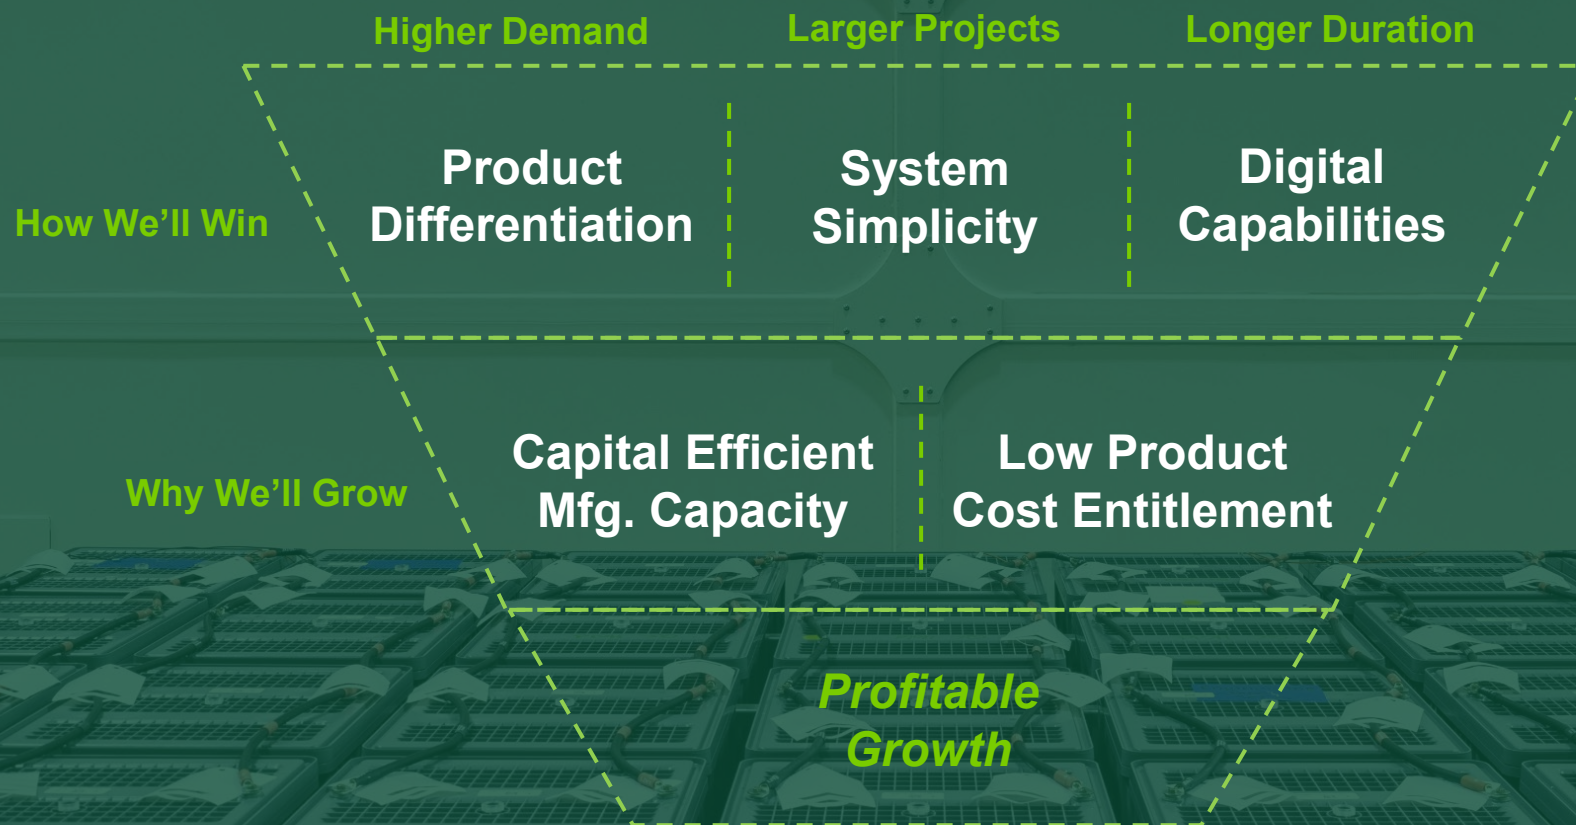 Higher Demand
Larger Projects
Longer Duration
How We'll Win
Product
Differentiation
System
Simplicity
Digital
Capabilities
Why We'll Grow
Capital Efficient
Mfg. Capacity
Low Product
Cost Entitlement
Profitable
Growth